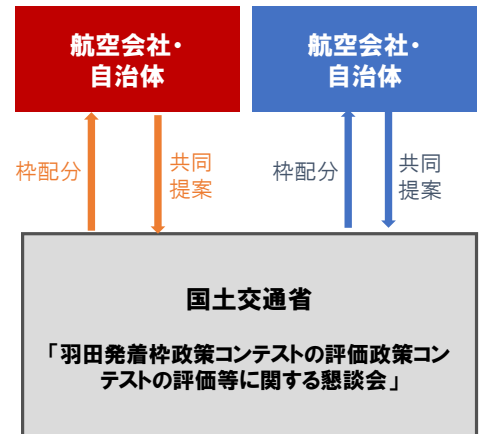 航空会社・
自治体
航空会社・
自治体
枠配分
共同
提案
枠配分
共同
提案
国土交通省
「羽田発着枠政策コンテストの評価政策コン
テストの評価等に関する懇談会」